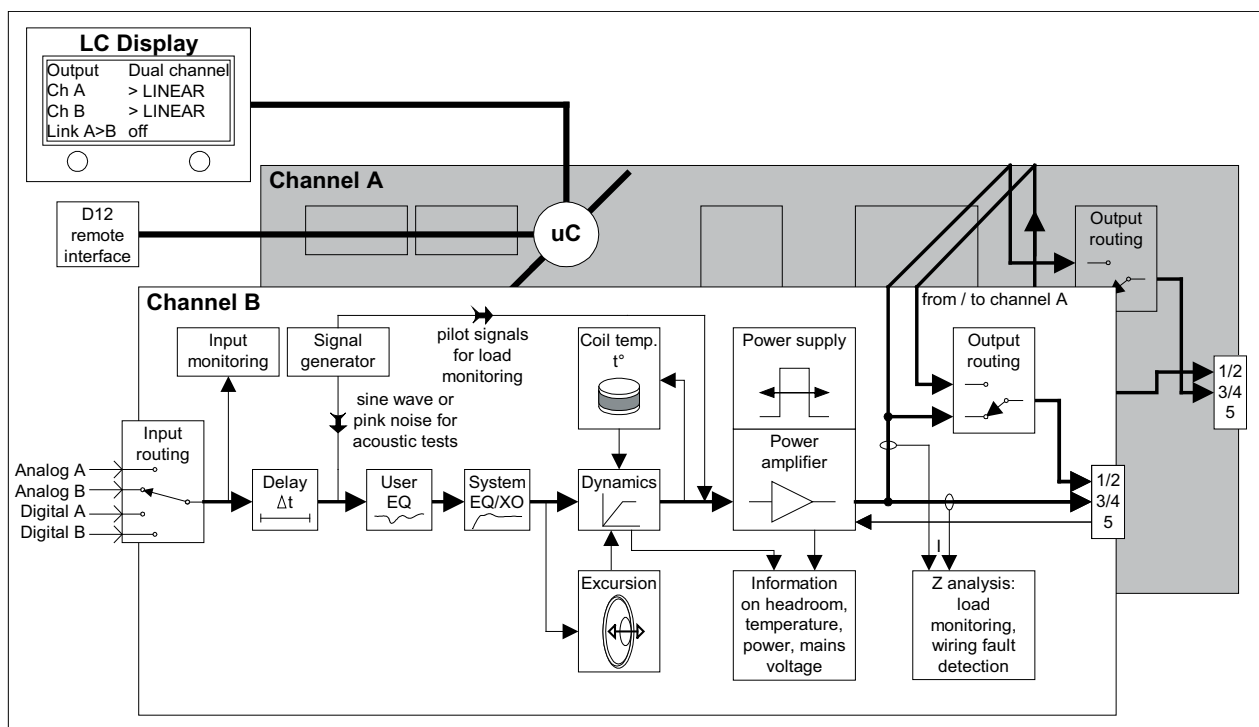 LC Display
Output Dual channel
Ch A > LINEAR
Ch B > LINEAR
Link A>B off
Channel A
D12
remote
interface
uC
Output
routing
1/2
3/4
5
Channel B
from / to channel A
Input
monitoring
Signal
generator
pilot signals
for load
monitoring
Coil temp.
t°
Power supply
Output
routing
sine wave or
pink noise for
acoustic tests
Input
routing
Analog A
Analog B
Digital A
Digital B
Delay
Δt
User
EQ
System
EQ/XO
Dynamics
Power
amplifier
1/2
3/4
5
I
Excursion
Information
on headroom,
temperature,
power, mains
voltage
Z analysis:
load
monitoring,
wiring fault
detection